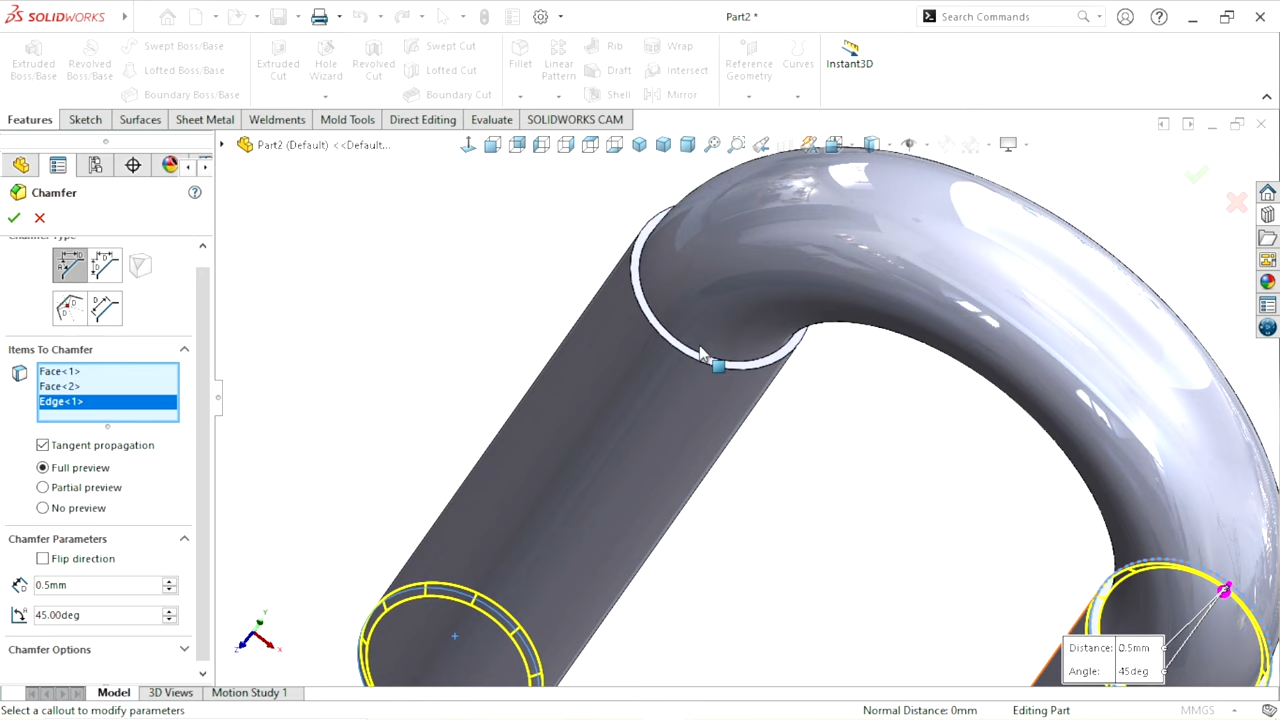 SOLIDWORKS
Part2 *
Search Commands
Extruded Boss/Base
Revolved Boss/Base
Swept Boss/Base
Lofted Boss/Base
Boundary Boss/Base
Extruded Cut
Hole Wizard
Revolved Cut
Swept Cut
Lofted Cut
Boundary Cut
Fillet
Linear Pattern
Rib
Draft
Shell
Wrap
Intersect
Mirror
Reference Geometry
Curves
Instant3D
Features
Sketch
Surfaces
Sheet Metal
Weldments
Mold Tools
Direct Editing
Evaluate
SOLIDWORKS CAM
Part2 (Default) <<Default...
Chamfer
Chamfer Type
Items To Chamfer
Face<1>
Face<2>
Edge<1>
Tangent propagation
Full preview
Partial preview
No preview
Chamfer Parameters
Flip direction
0.5mm
45.00deg
Chamfer Options
Y
Z
X
Distance: 0.5mm
Angle: 45deg
Model
3D Views
Motion Study 1
Select a callout to modify parameters
Normal Distance: 0mm
Editing Part
MMGS